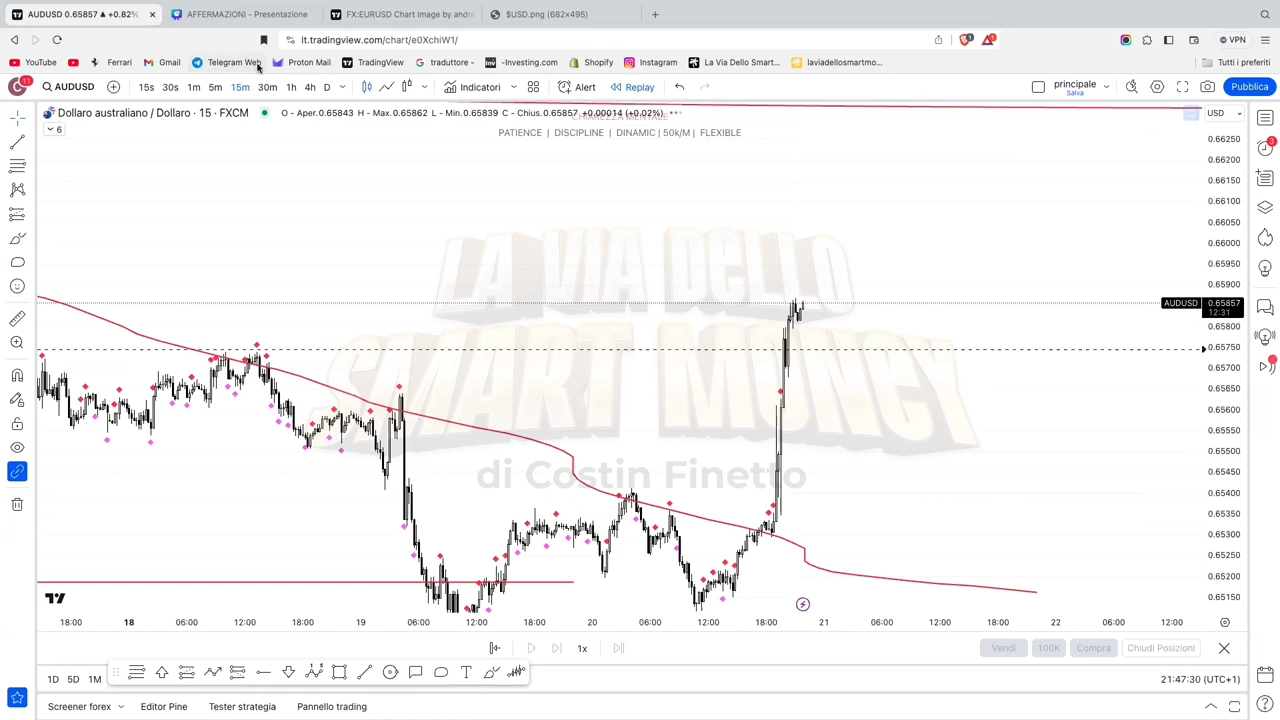 AUDUSD 0.65857 ▲ +0.82%
AFFERMAZIONI - Presentazione
FX:EURUSD Chart Image by andre
$USD.png (682×495)
it.tradingview.com/chart/e0XchiW1/
VPN
YouTube
Ferrari
Gmail
Telegram Web
Proton Mail
TradingView
traduttore -
-Investing.com
Shopify
Instagram
La Via Dello Smart...
laviadellosmartmo...
Tutti i preferiti
11
AUDUSD
15s 30s 1m 5m 15m 30m 1h 4h D
Indicatori
Alert
Replay
principale
Salva
Pubblica
Dollaro australiano / Dollaro · 15 · FXCM
O - Aper.0.65843 H - Max.0.65862 L - Min.0.65839 C - Chius.0.65857 +0.00014 (+0.02%)
CHIAREZZA MENTALE
6
PATIENCE | DISCIPLINE | DINAMIC | 50k/M | FLEXIBLE
USD
0.66250
0.66200
0.66150
0.66100
0.66050
0.66000
0.65950
0.65900
AUDUSD 0.65857
12:31
0.65800
0.65750
0.65700
0.65650
0.65600
0.65550
0.65500
0.65450
0.65400
0.65350
0.65300
0.65250
0.65200
0.65150
LA VIA DELLO
SMART MONEY
di Costin Finetto
18:00 18 06:00 12:00 18:00 19 06:00 12:00 18:00 20 06:00 12:00 18:00 21 06:00 12:00 18:00 22 06:00 12:00
1x
Vendi
100K
Compra
Chiudi Posizioni
1D 5D 1M
21:47:30 (UTC+1)
Screener forex
Editor Pine
Tester strategia
Pannello trading